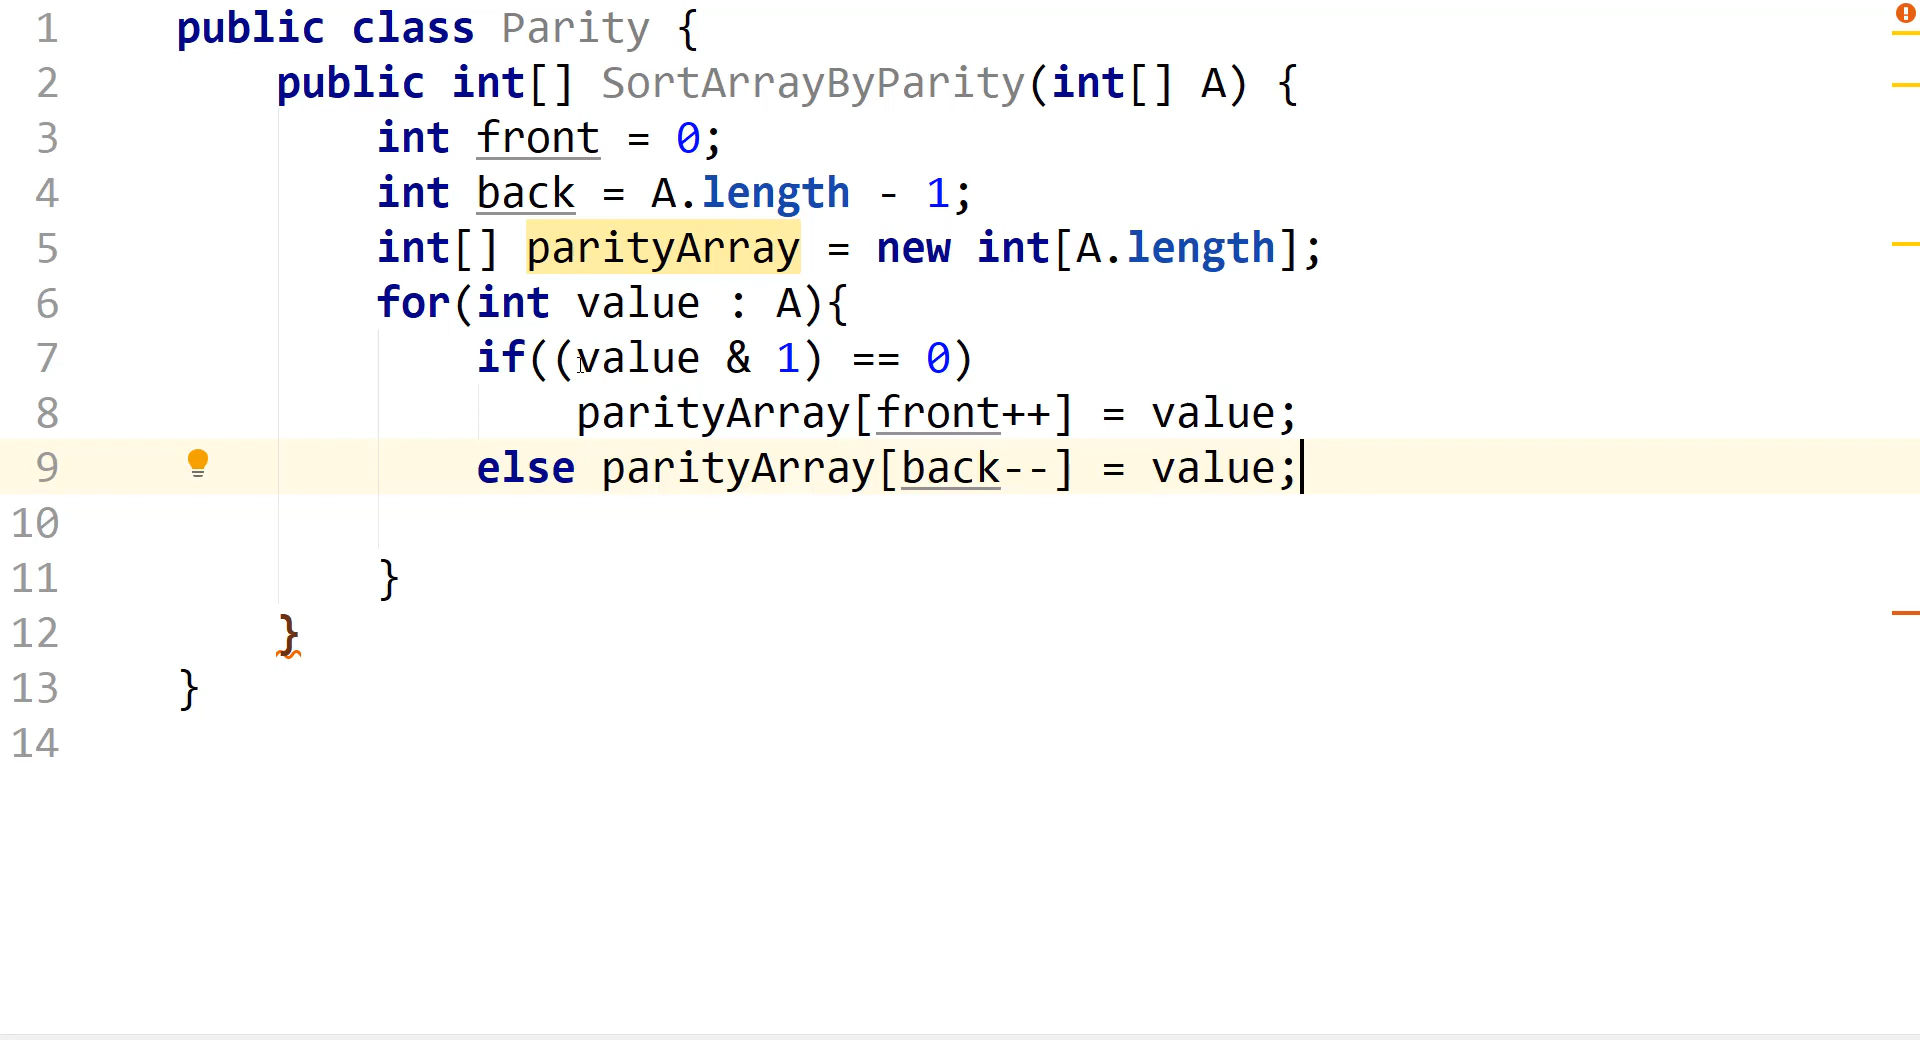 1 public class Parity {
2 public int[] SortArrayByParity(int[] A) {
3 int front = 0;
4 int back = A.length - 1;
5 int[] parityArray = new int[A.length];
6 for(int value : A){
7 if((value & 1) == 0)
8 parityArray[front++] = value;
9 else parityArray[back--] = value;
10
11 }
12 }
13 }
14